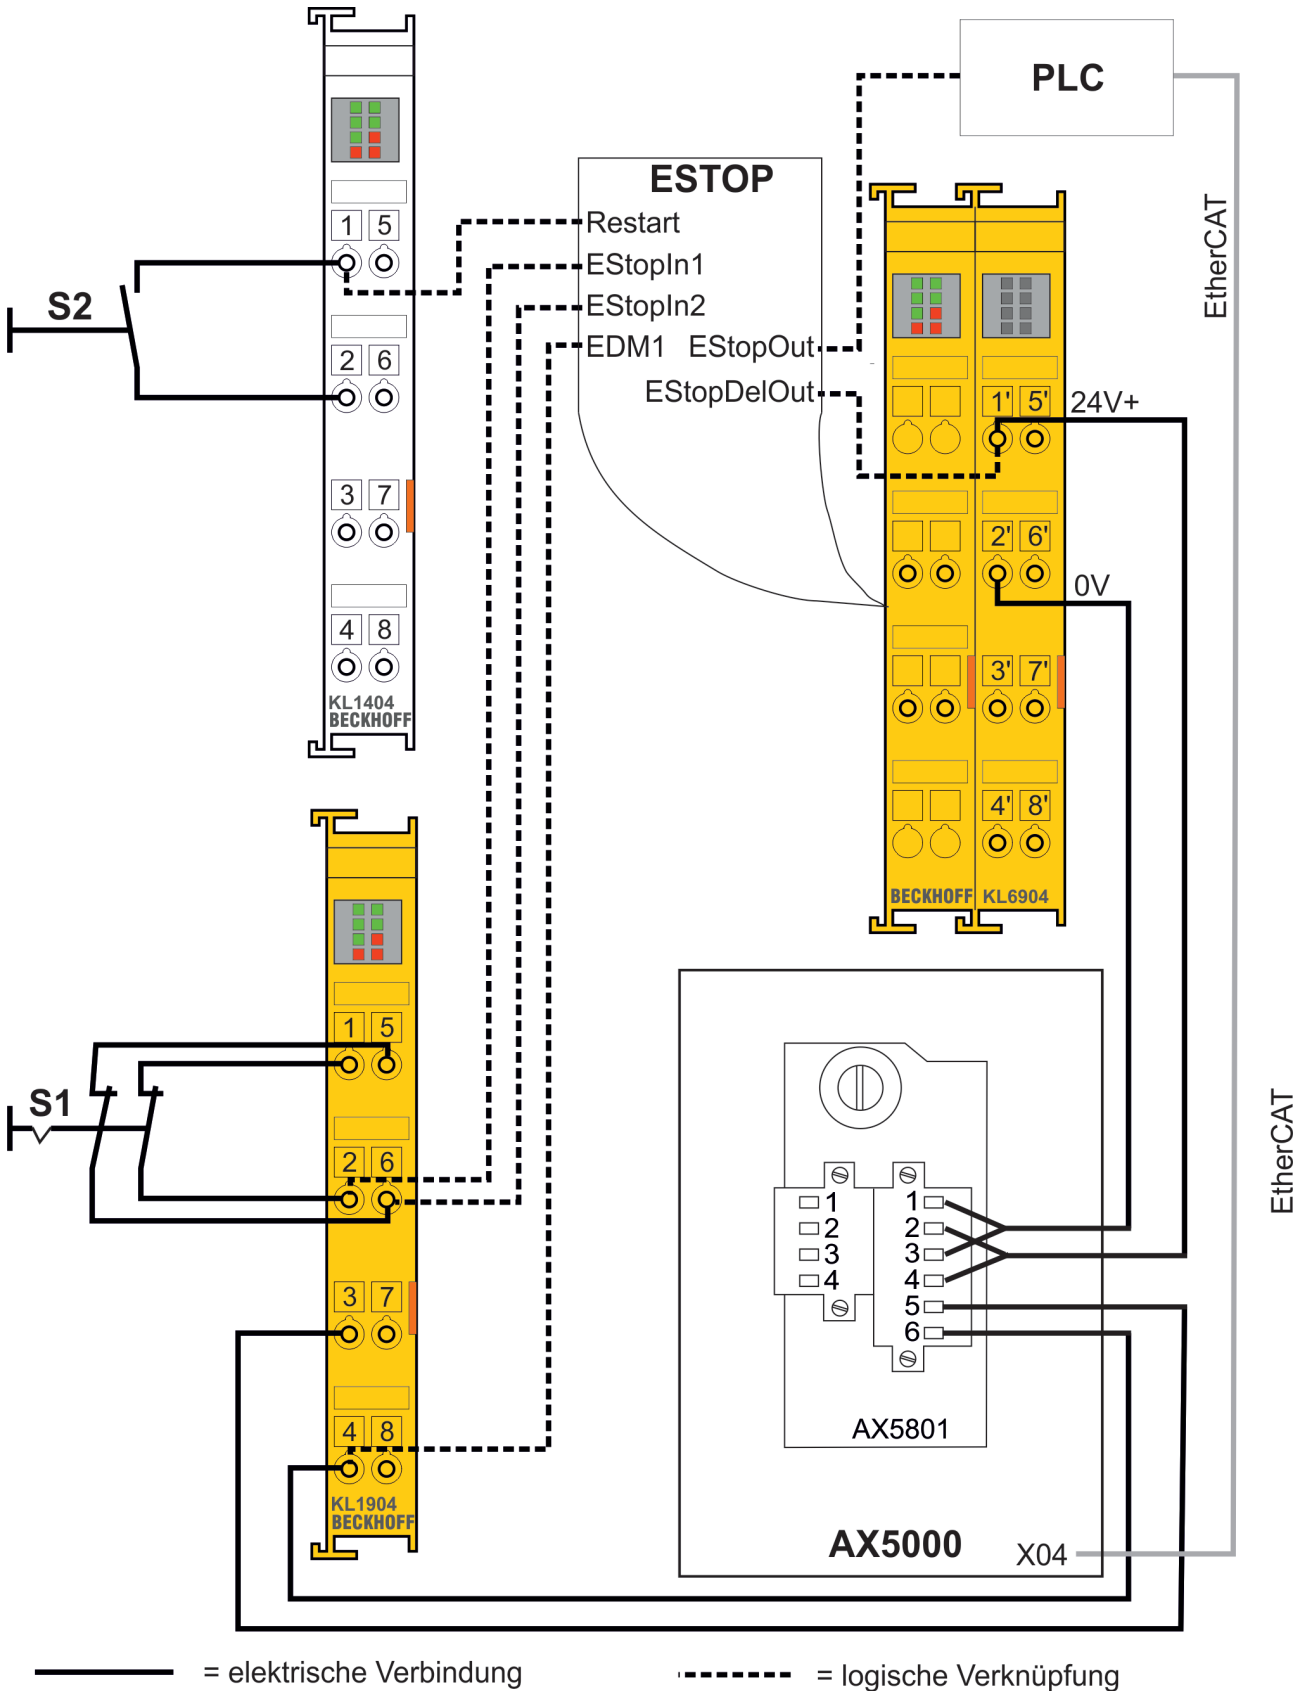 PLC
ESTOP
Restart
EStopIn1
EStopIn2
EDM1 EStopOut
EStopDelOut
EtherCAT
S2
1 5
2 6
3 7
4 8
KL1404
BECKHOFF
1' 5'
24V+
2' 6'
0V
3' 7'
4' 8'
BECKHOFF KL6904
S1
1 5
2 6
3 7
4 8
KL1904
BECKHOFF
1
2
3
4
1
2
3
4
5
6
AX5801
AX5000
X04
EtherCAT
= elektrische Verbindung
= logische Verknüpfung